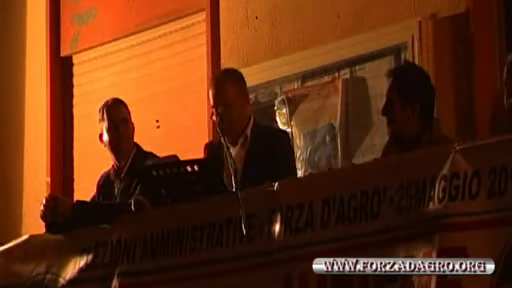 ELEZIONI AMMINISTRATIVE - FORZA D'AGRO' - 25 MAGGIO 20
WWW.FORZADAGRO.ORG